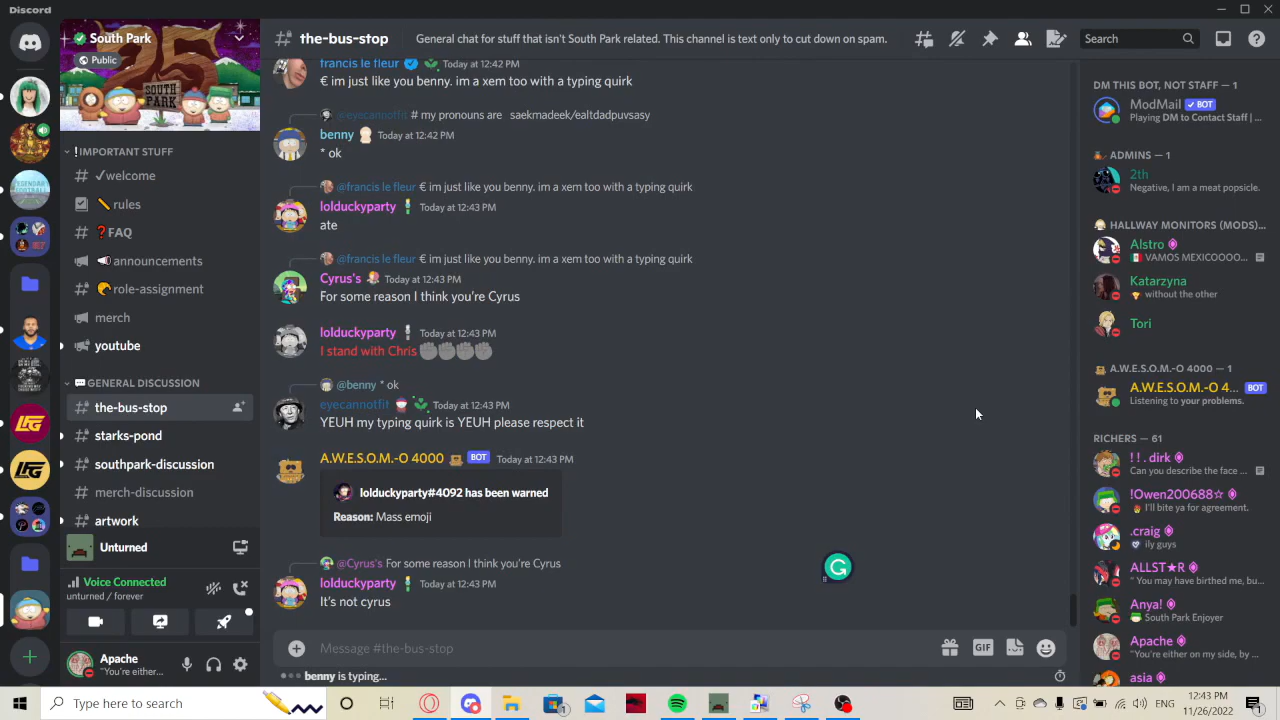 Discord
South Park
Public
25
SOUTH PARK
the-bus-stop
General chat for stuff that isn't South Park related. This channel is text only to cut down on spam.
Search
! IMPORTANT STUFF
✓welcome
rules
❓FAQ
announcements
role-assignment
merch
youtube
GENERAL DISCUSSION
the-bus-stop
starks-pond
southpark-discussion
merch-discussion
artwork
Unturned
Voice Connected
unturned / forever
Apache
"You're either...
francis le fleur Today at 12:42 PM
€ im just like you benny. im a xem too with a typing quirk
@eyecannotfit # my pronouns are saekmadeek/ealtdadpuvsasy
benny Today at 12:42 PM
* ok
@francis le fleur € im just like you benny. im a xem too with a typing quirk
lolduckyparty Today at 12:43 PM
ate
@francis le fleur € im just like you benny. im a xem too with a typing quirk
Cyrus's Today at 12:43 PM
For some reason I think you're Cyrus
lolduckyparty Today at 12:43 PM
I stand with Chris ✊✊✊✊
@benny * ok
eyecannotfit Today at 12:43 PM
YEUH my typing quirk is YEUH please respect it
A.W.E.S.O.M.-O 4000 BOT Today at 12:43 PM
lolduckyparty#4092 has been warned
Reason: Mass emoji
@Cyrus's For some reason I think you're Cyrus
lolduckyparty Today at 12:43 PM
It's not cyrus
Message #the-bus-stop
GIF
benny is typing...
DM THIS BOT, NOT STAFF — 1
ModMail ✓ BOT
Playing DM to Contact Staff | ...
ADMINS — 1
2th
Negative, I am a meat popsicle.
HALLWAY MONITORS (MODS)...
Alstro
VAMOS MEXICOOOO...
Katarzyna
without the other
Tori
A.W.E.S.O.M.-O 4000 — 1
A.W.E.S.O.M.-O 4... BOT
Listening to your problems.
RICHERS — 61
! ! . dirk
Can you describe the face ...
!Owen200688☆
I'll bite ya for agreement.
.craig
ily guys
ALLST★R
" You may have birthed me, bu...
Anya!
South Park Enjoyer
Apache
"You're either on my side, by ...
asia
Type here to search
12:43 PM
11/26/2022